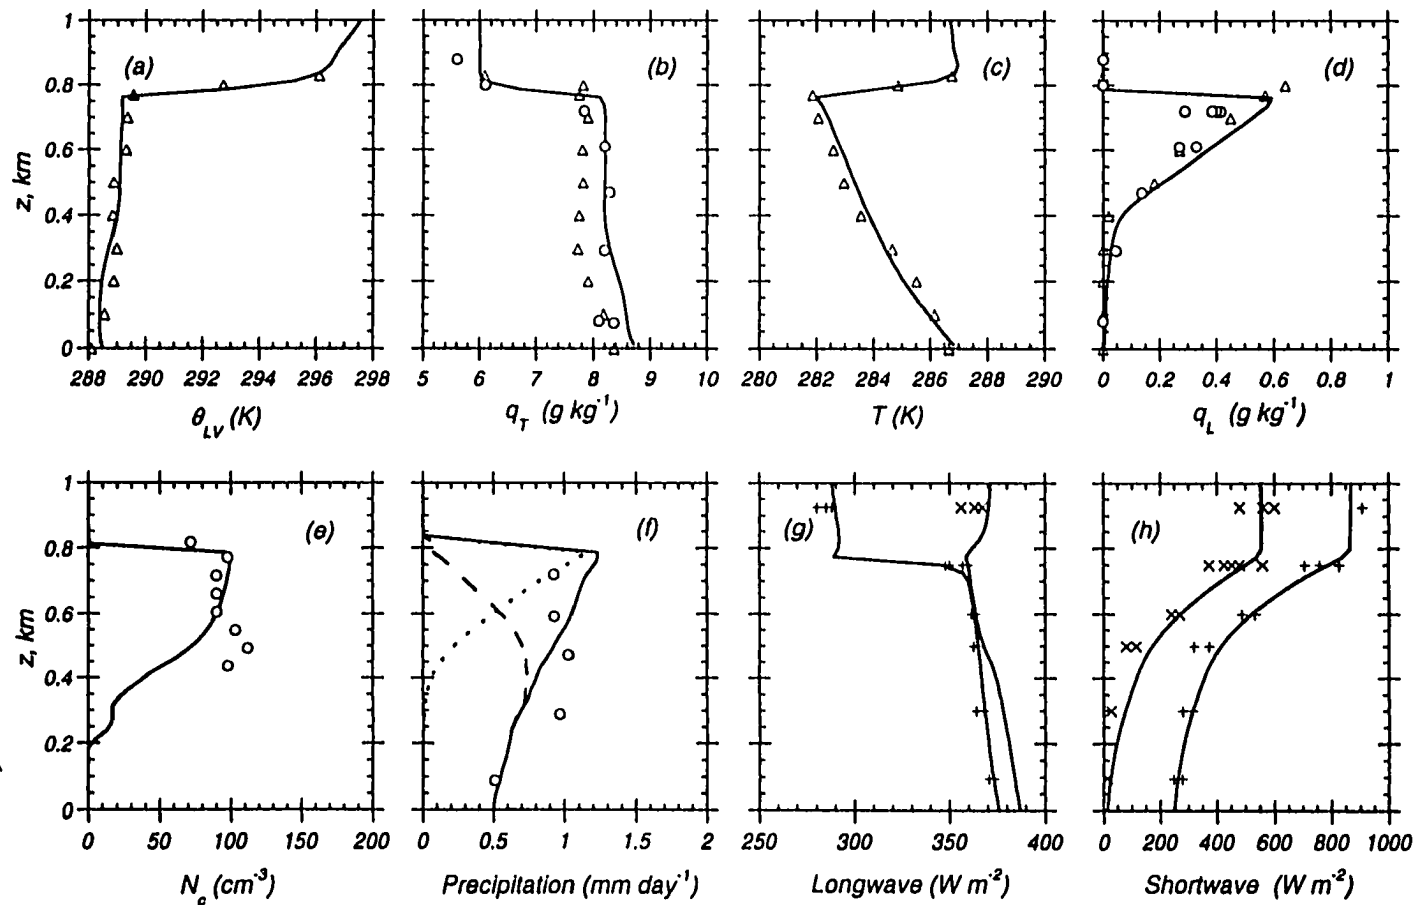 1
0.8
0.6
0.4
0.2
0
z, km
(a)
(b)
(c)
(d)
288 290 292 294 296 298
5 6 7 8 9 10
280 282 284 286 288 290
0 0.2 0.4 0.6 0.8 1
θLV (K)
qT (g kg⁻¹)
T (K)
qL (g kg⁻¹)
1
0.8
0.6
0.4
0.2
0
z, km
(e)
(f)
(g)
(h)
0 50 100 150 200
0 0.5 1 1.5 2
250 300 350 400
0 200 400 600 800 1000
Nc (cm⁻³)
Precipitation (mm day⁻¹)
Longwave (W m⁻²)
Shortwave (W m⁻²)